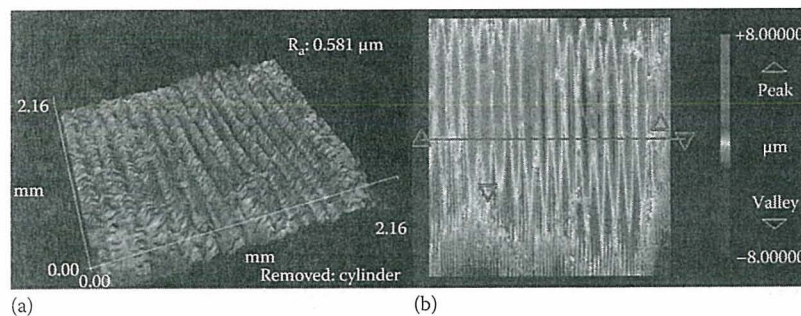 Rₐ: 0.581 µm
2.16
mm
0.00
0.00
mm
2.16
Removed: cylinder
(a)
+8.00000
Peak
µm
Valley
−8.00000
(b)